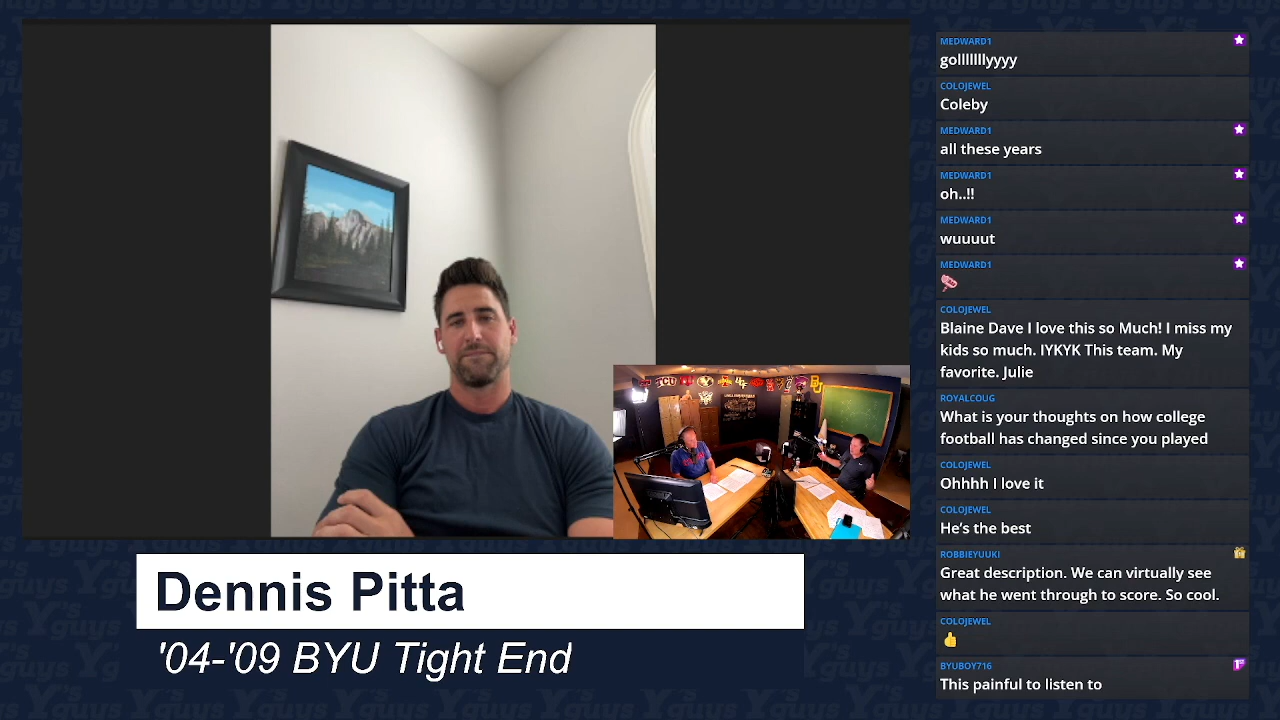 MEDWARD1
golllllllyyyy
COLOJEWEL
Coleby
MEDWARD1
all these years
MEDWARD1
oh..!!
MEDWARD1
wuuuut
MEDWARD1
COLOJEWEL
Blaine Dave I love this so Much! I miss my
kids so much. IYKYK This team. My
favorite. Julie
ROYALCOUG
What is your thoughts on how college
football has changed since you played
COLOJEWEL
Ohhhh I love it
COLOJEWEL
He's the best
ROBBIEYUUKI
Great description. We can virtually see
what he went through to score. So cool.
COLOJEWEL
BYUBOY716
This painful to listen to
TCU
Dennis Pitta
'04-'09 BYU Tight End
Y's guys